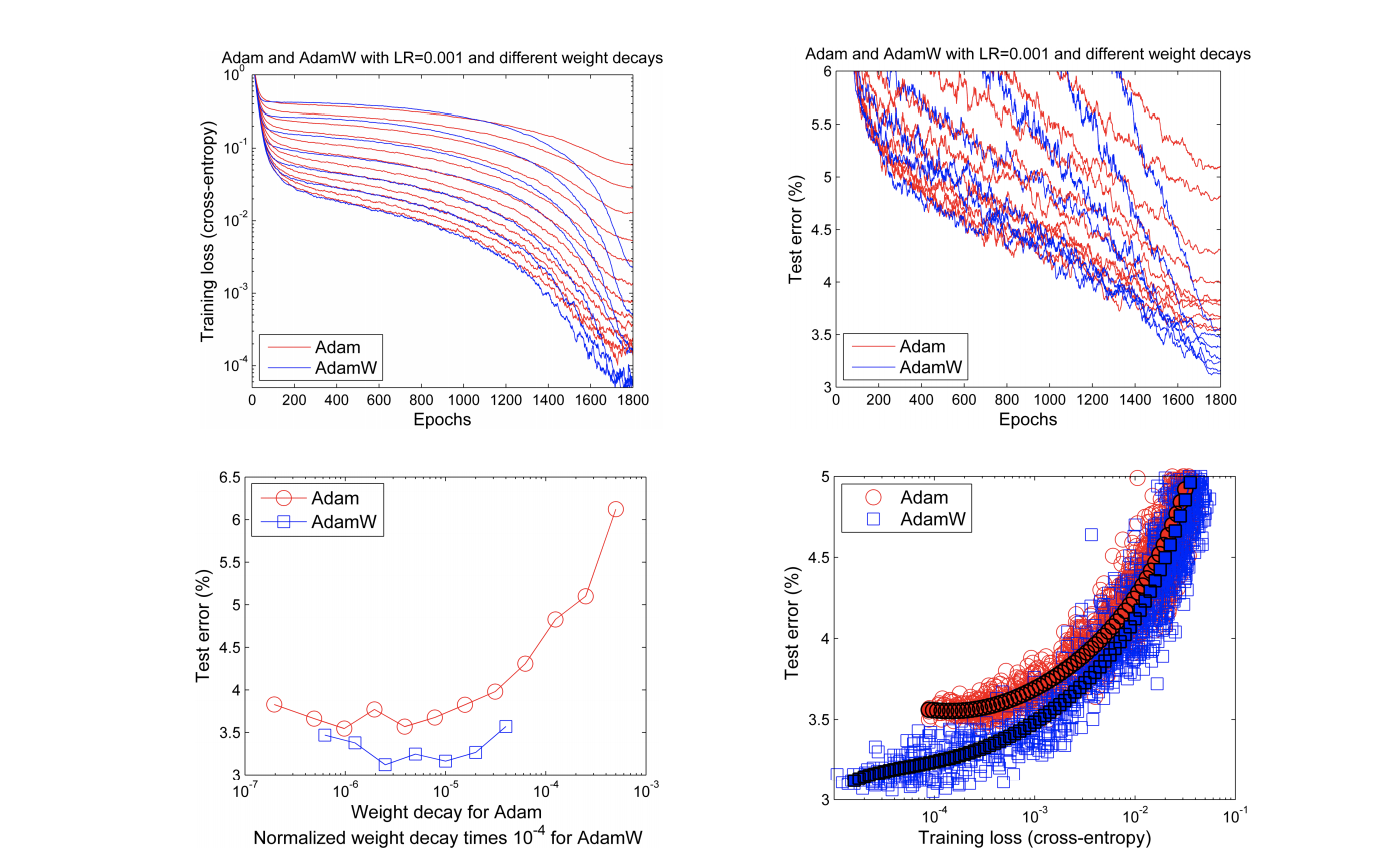 Adam and AdamW with LR=0.001 and different weight decays
10^0
10^-1
10^-2
10^-3
10^-4
Training loss (cross-entropy)
Adam
AdamW
0 200 400 600 800 1000 1200 1400 1600 1800
Epochs
Adam and AdamW with LR=0.001 and different weight decays
6
5.5
5
4.5
4
3.5
3
Test error (%)
Adam
AdamW
0 200 400 600 800 1000 1200 1400 1600 1800
Epochs
6.5
6
5.5
5
4.5
4
3.5
3
Test error (%)
Adam
AdamW
10^-7 10^-6 10^-5 10^-4 10^-3
Weight decay for Adam
Normalized weight decay times 10^-4 for AdamW
5
4.5
4
3.5
3
Test error (%)
Adam
AdamW
10^-4 10^-3 10^-2 10^-1
Training loss (cross-entropy)